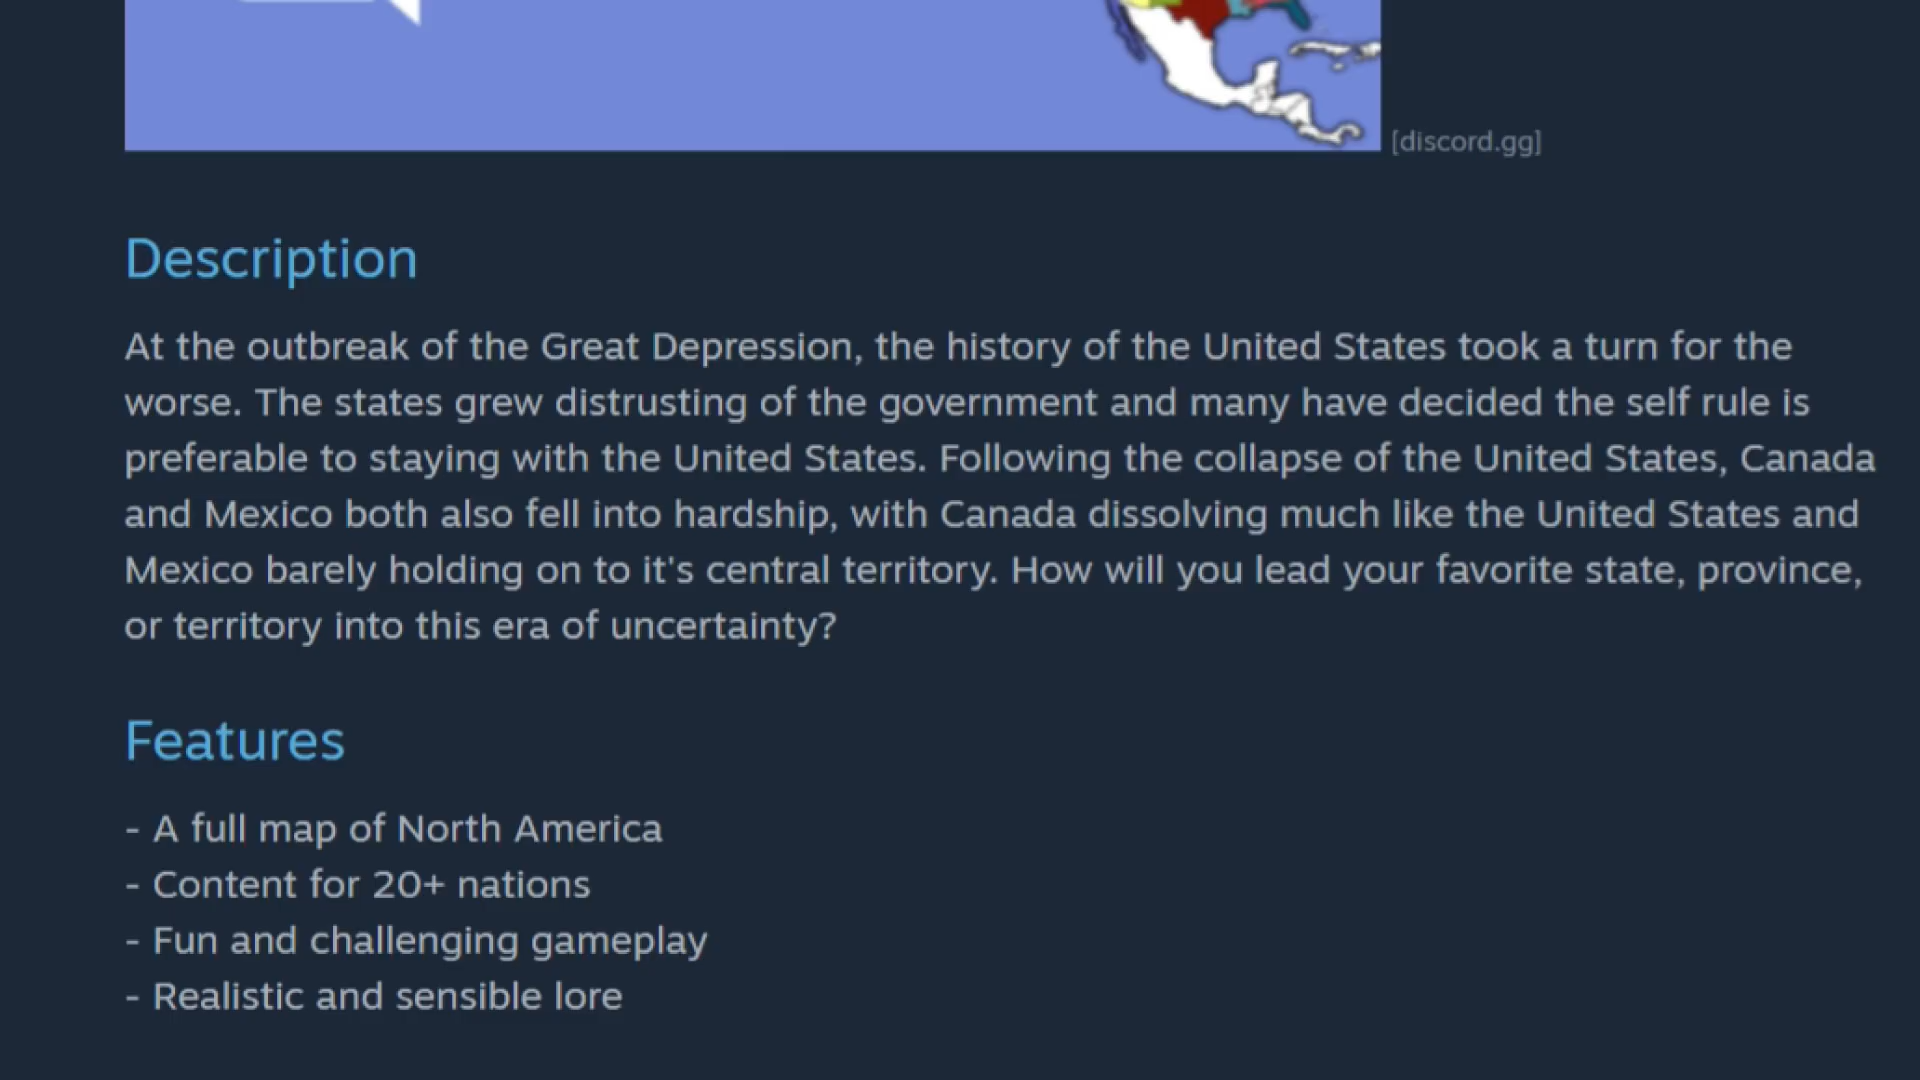 [discord.gg]
Description
At the outbreak of the Great Depression, the history of the United States took a turn for the
worse. The states grew distrusting of the government and many have decided the self rule is
preferable to staying with the United States. Following the collapse of the United States, Canada
and Mexico both also fell into hardship, with Canada dissolving much like the United States and
Mexico barely holding on to it's central territory. How will you lead your favorite state, province,
or territory into this era of uncertainty?
Features
- A full map of North America
- Content for 20+ nations
- Fun and challenging gameplay
- Realistic and sensible lore